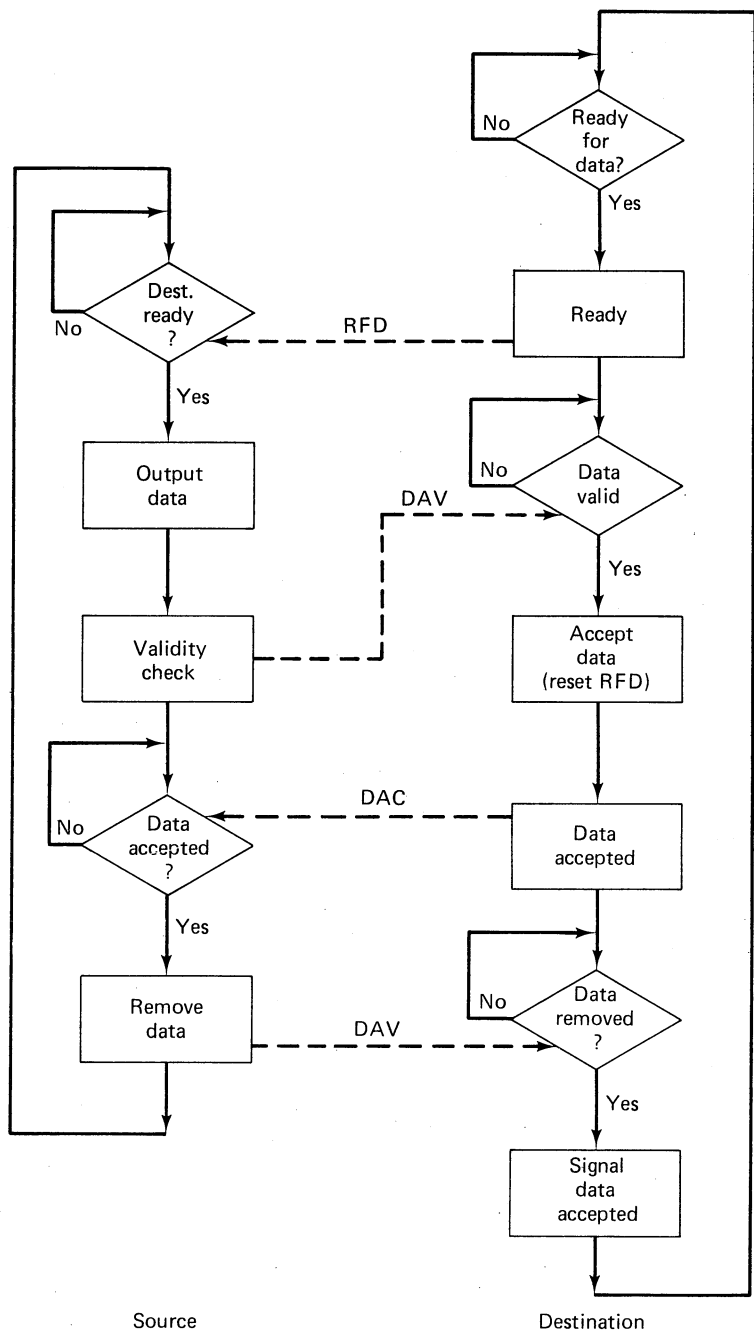 Ready
for
data?
No
Yes
Dest.
ready
?
No
Yes
RFD
Ready
Output
data
DAV
Data
valid
No
Yes
Validity
check
Accept
data
(reset RFD)
Data
accepted
?
No
Yes
DAC
Data
accepted
Remove
data
DAV
Data
removed
?
No
Yes
Signal
data
accepted
Source
Destination